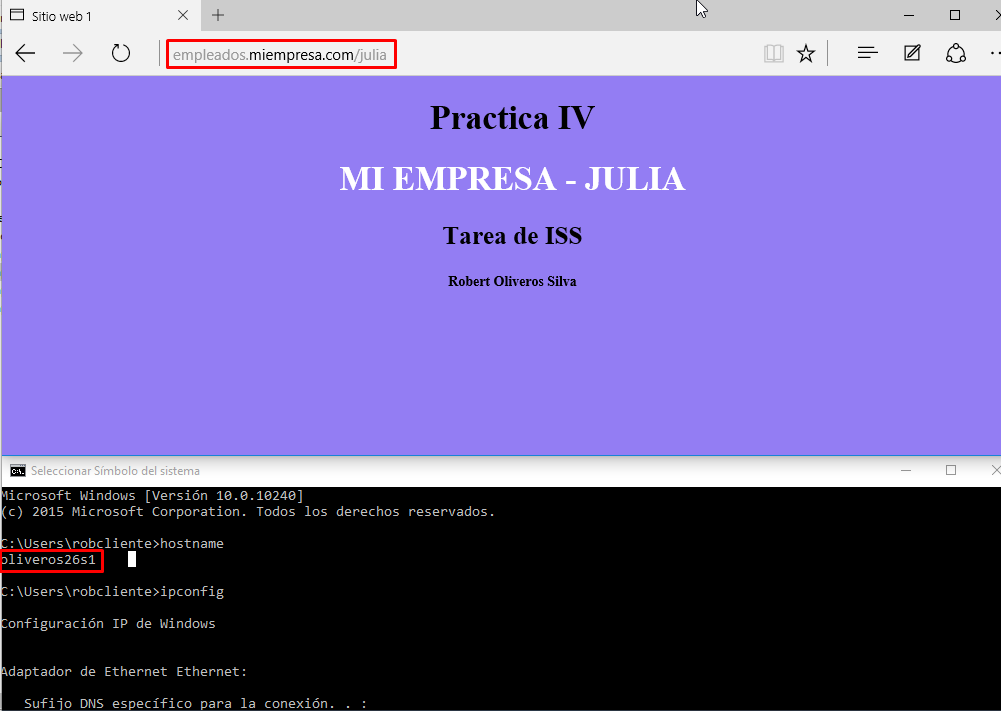 Sitio web 1
empleados.miempresa.com/julia
Practica IV
MI EMPRESA - JULIA
Tarea de ISS
Robert Oliveros Silva
Seleccionar Símbolo del sistema
Microsoft Windows [Versión 10.0.10240]
(c) 2015 Microsoft Corporation. Todos los derechos reservados.
C:\Users\robcliente>hostname
oliveros26s1
C:\Users\robcliente>ipconfig
Configuración IP de Windows
Adaptador de Ethernet Ethernet:
Sufijo DNS específico para la conexión. . :